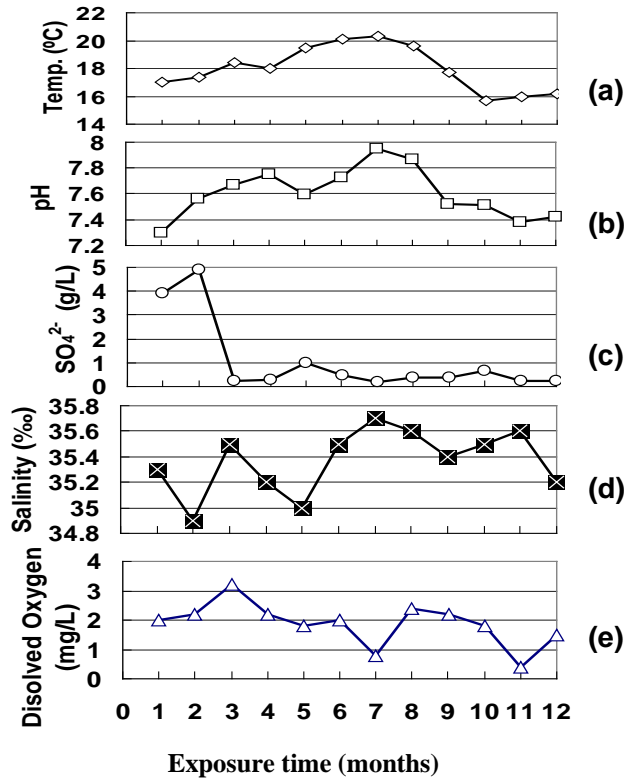 Temp. (ºC)
22
20
18
16
14
(a)
pH
8
7.8
7.6
7.4
7.2
(b)
SO₄²⁻ (g/L)
5
4
3
2
1
0
(c)
Salinity (‰)
35.8
35.6
35.4
35.2
35
34.8
(d)
Disolved Oxygen
(mg/L)
4
3
2
1
0
(e)
0 1 2 3 4 5 6 7 8 9 10 11 12
Exposure time (months)